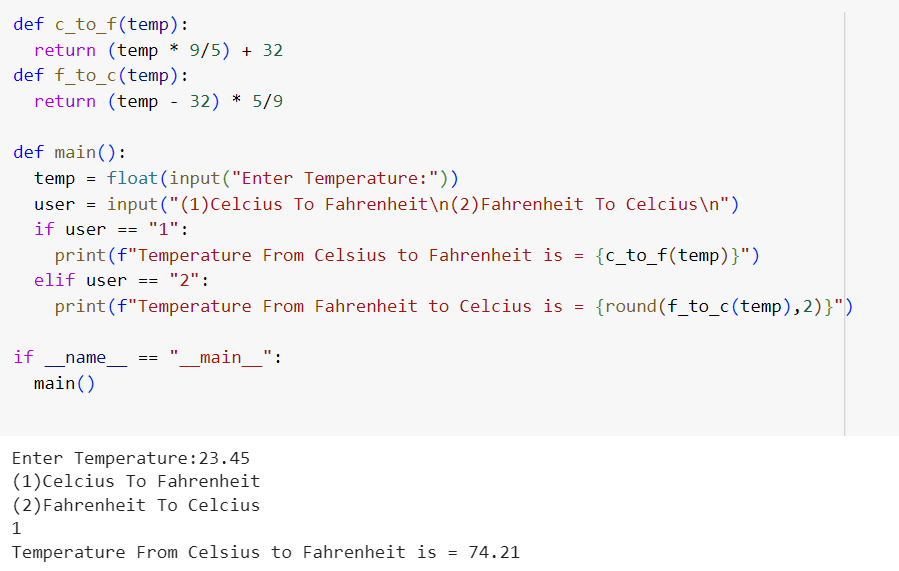 def c_to_f(temp):
  return (temp * 9/5) + 32
def f_to_c(temp):
  return (temp - 32) * 5/9
def main():
  temp = float(input("Enter Temperature:"))
  user = input("(1)Celcius To Fahrenheit\n(2)Fahrenheit To Celcius\n")
  if user == "1":
    print(f"Temperature From Celsius to Fahrenheit is = {c_to_f(temp)}")
  elif user == "2":
    print(f"Temperature From Fahrenheit to Celcius is = {round(f_to_c(temp),2)}")
if __name__ == "__main__":
  main()
Enter Temperature:23.45
(1)Celcius To Fahrenheit
(2)Fahrenheit To Celcius
1
Temperature From Celsius to Fahrenheit is = 74.21